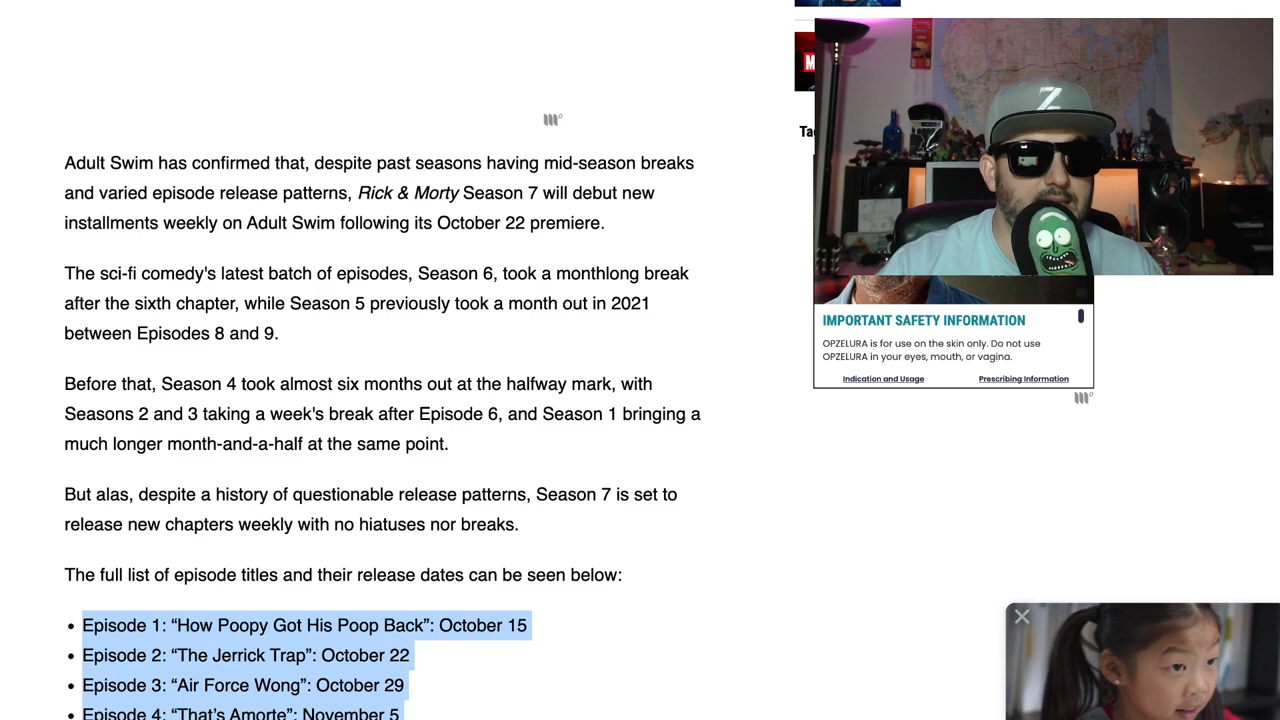 Adult Swim has confirmed that, despite past seasons having mid-season breaks
and varied episode release patterns, Rick & Morty Season 7 will debut new
installments weekly on Adult Swim following its October 22 premiere.
The sci-fi comedy's latest batch of episodes, Season 6, took a monthlong break
after the sixth chapter, while Season 5 previously took a month out in 2021
between Episodes 8 and 9.
Before that, Season 4 took almost six months out at the halfway mark, with
Seasons 2 and 3 taking a week's break after Episode 6, and Season 1 bringing a
much longer month-and-a-half at the same point.
But alas, despite a history of questionable release patterns, Season 7 is set to
release new chapters weekly with no hiatuses nor breaks.
The full list of episode titles and their release dates can be seen below:
Episode 1: “How Poopy Got His Poop Back”: October 15
Episode 2: “The Jerrick Trap”: October 22
Episode 3: “Air Force Wong”: October 29
Episode 4: “That’s Amorte”: November 5
M
Ta
Z
IMPORTANT SAFETY INFORMATION
OPZELURA is for use on the skin only. Do not use
OPZELURA in your eyes, mouth, or vagina.
Indication and Usage
Prescribing Information